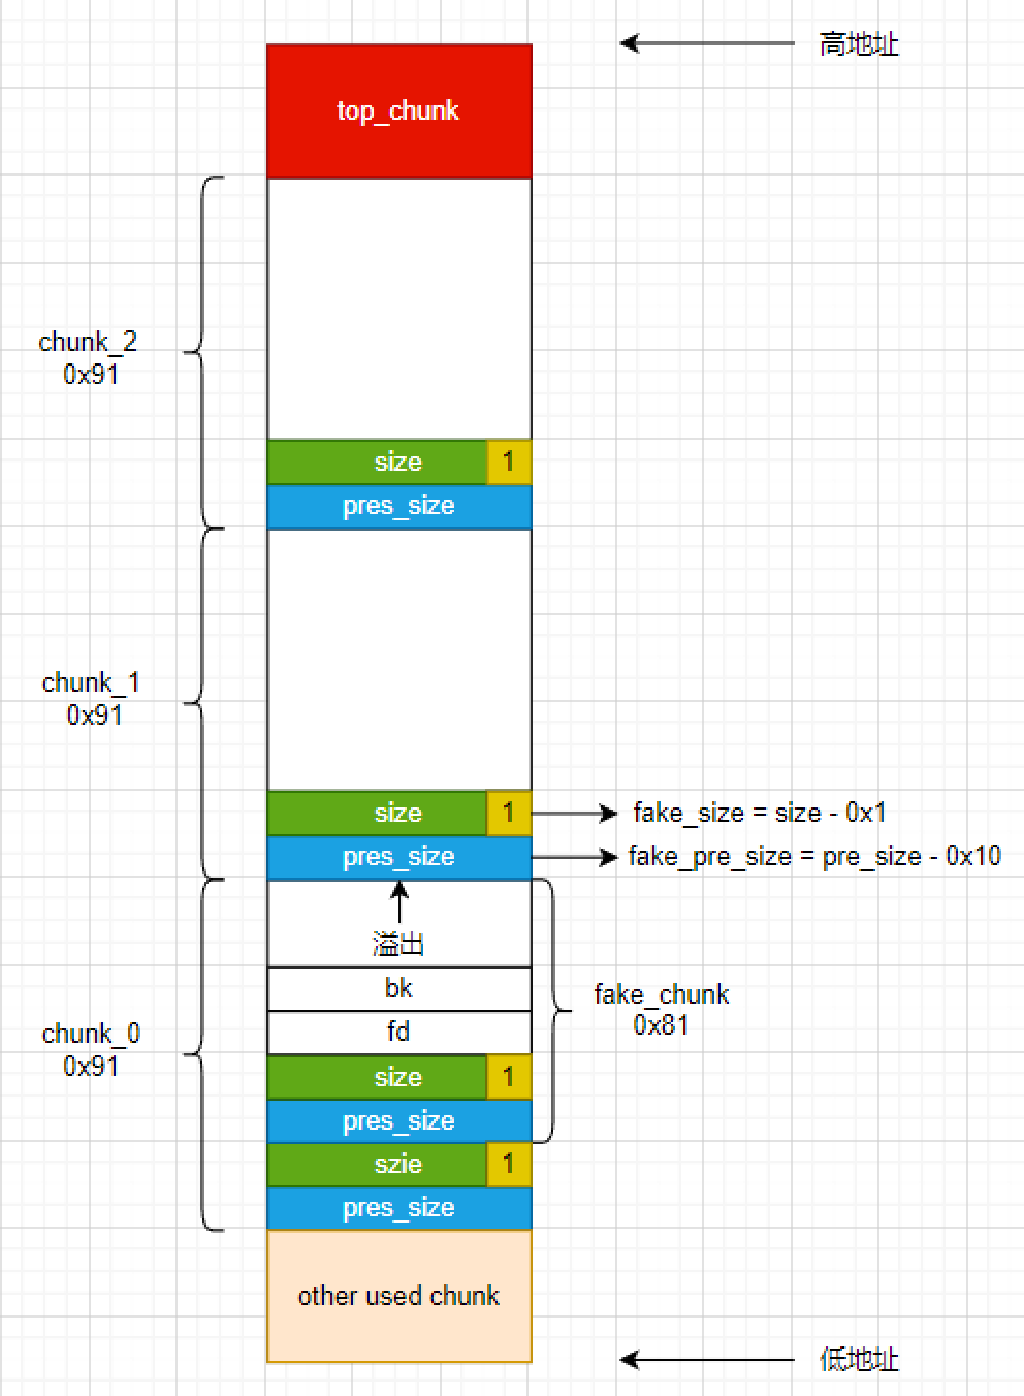 高地址
top_chunk
chunk_2
0x91
size
1
pres_size
chunk_1
0x91
size
1
fake_size = size - 0x1
pres_size
fake_pre_size = pre_size - 0x10
溢出
bk
fake_chunk
0x81
fd
chunk_0
0x91
size
1
pres_size
szie
1
pres_size
other used chunk
低地址